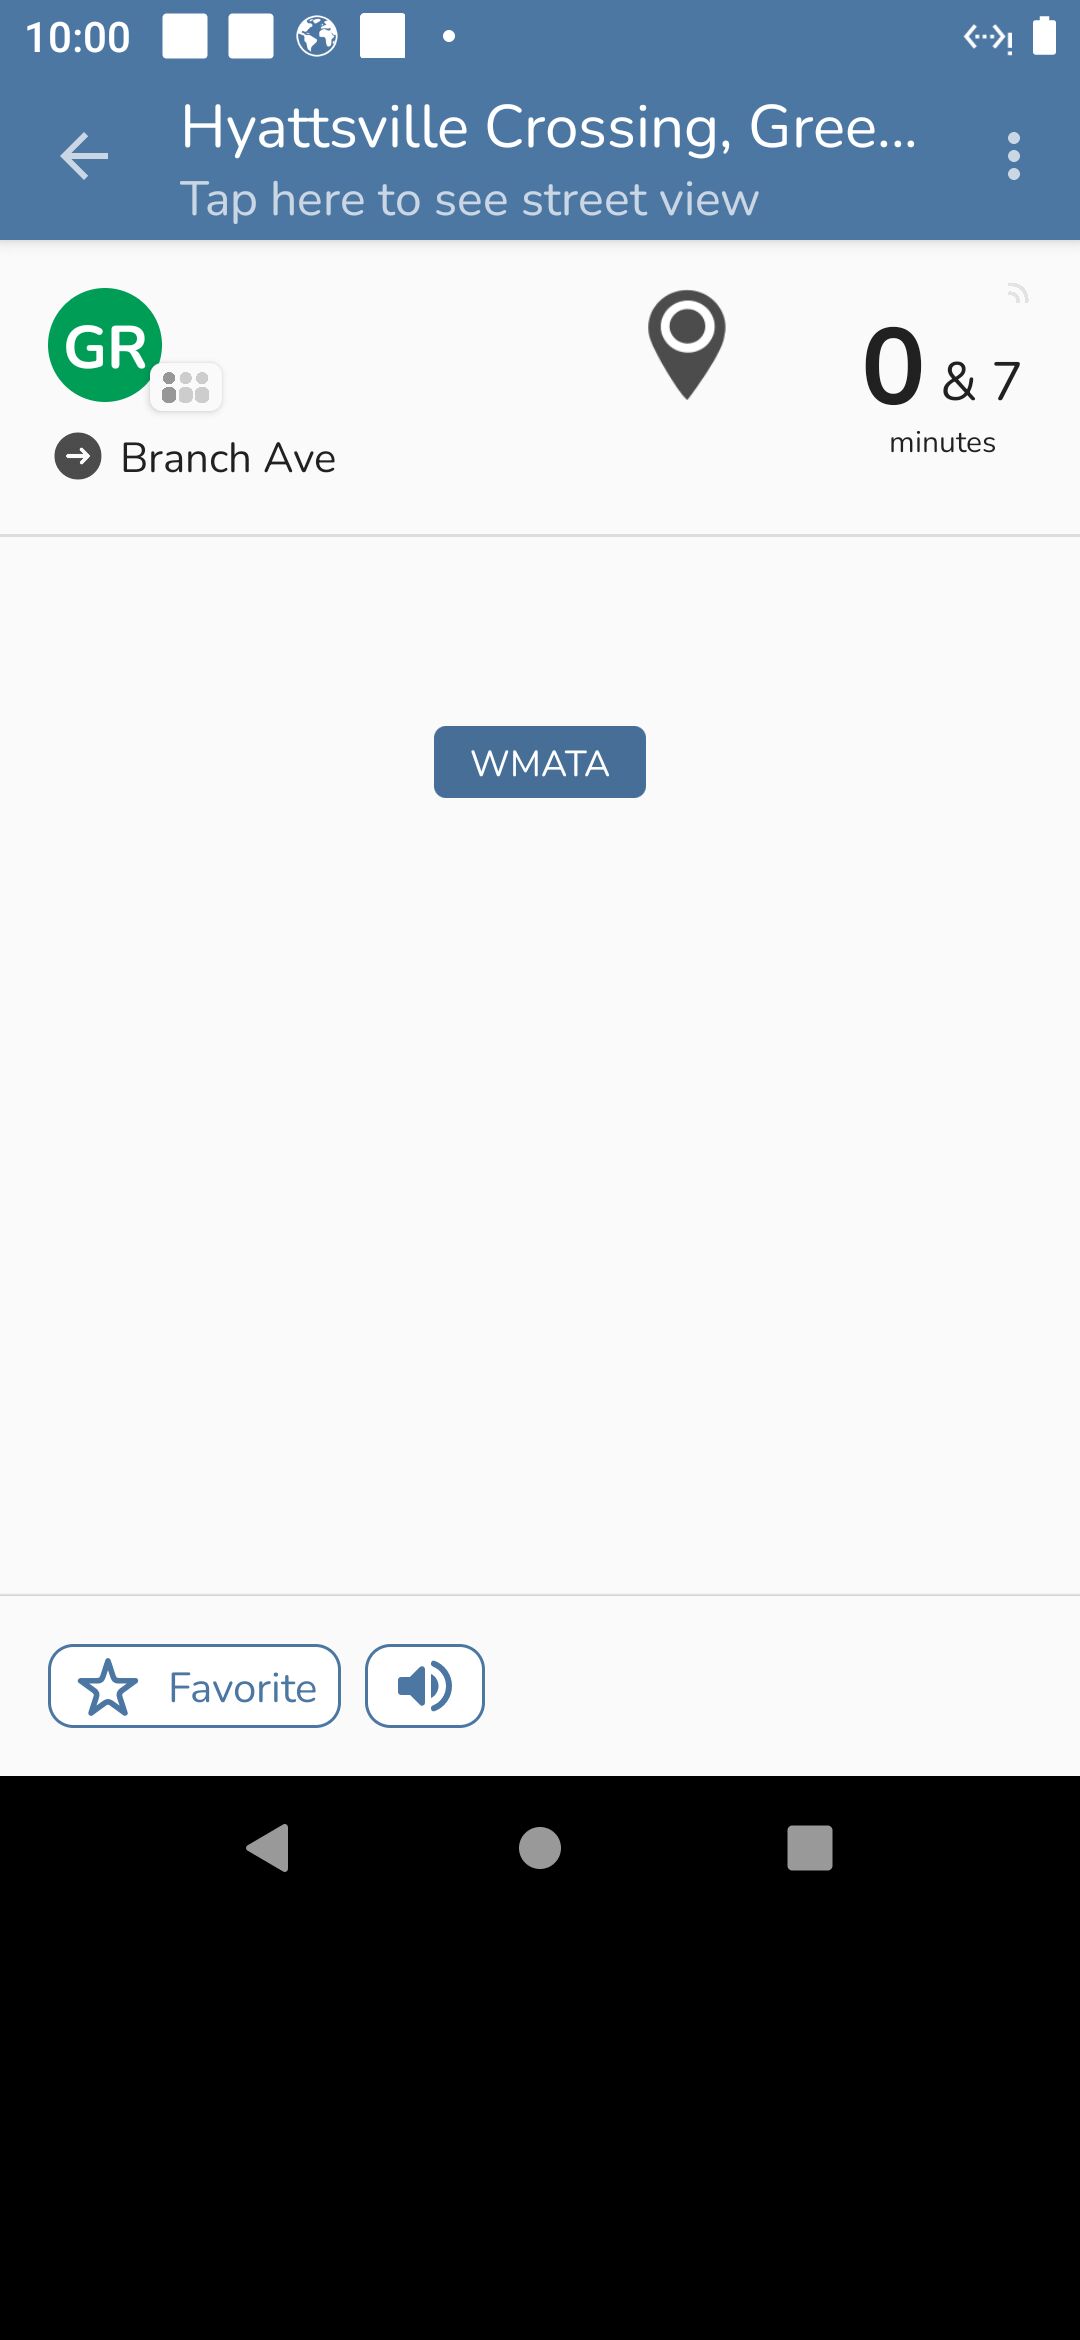 10:00
Hyattsville Crossing, Gree...
Tap here to see street view
GR
0 & 7
minutes
Branch Ave
WMATA
Favorite